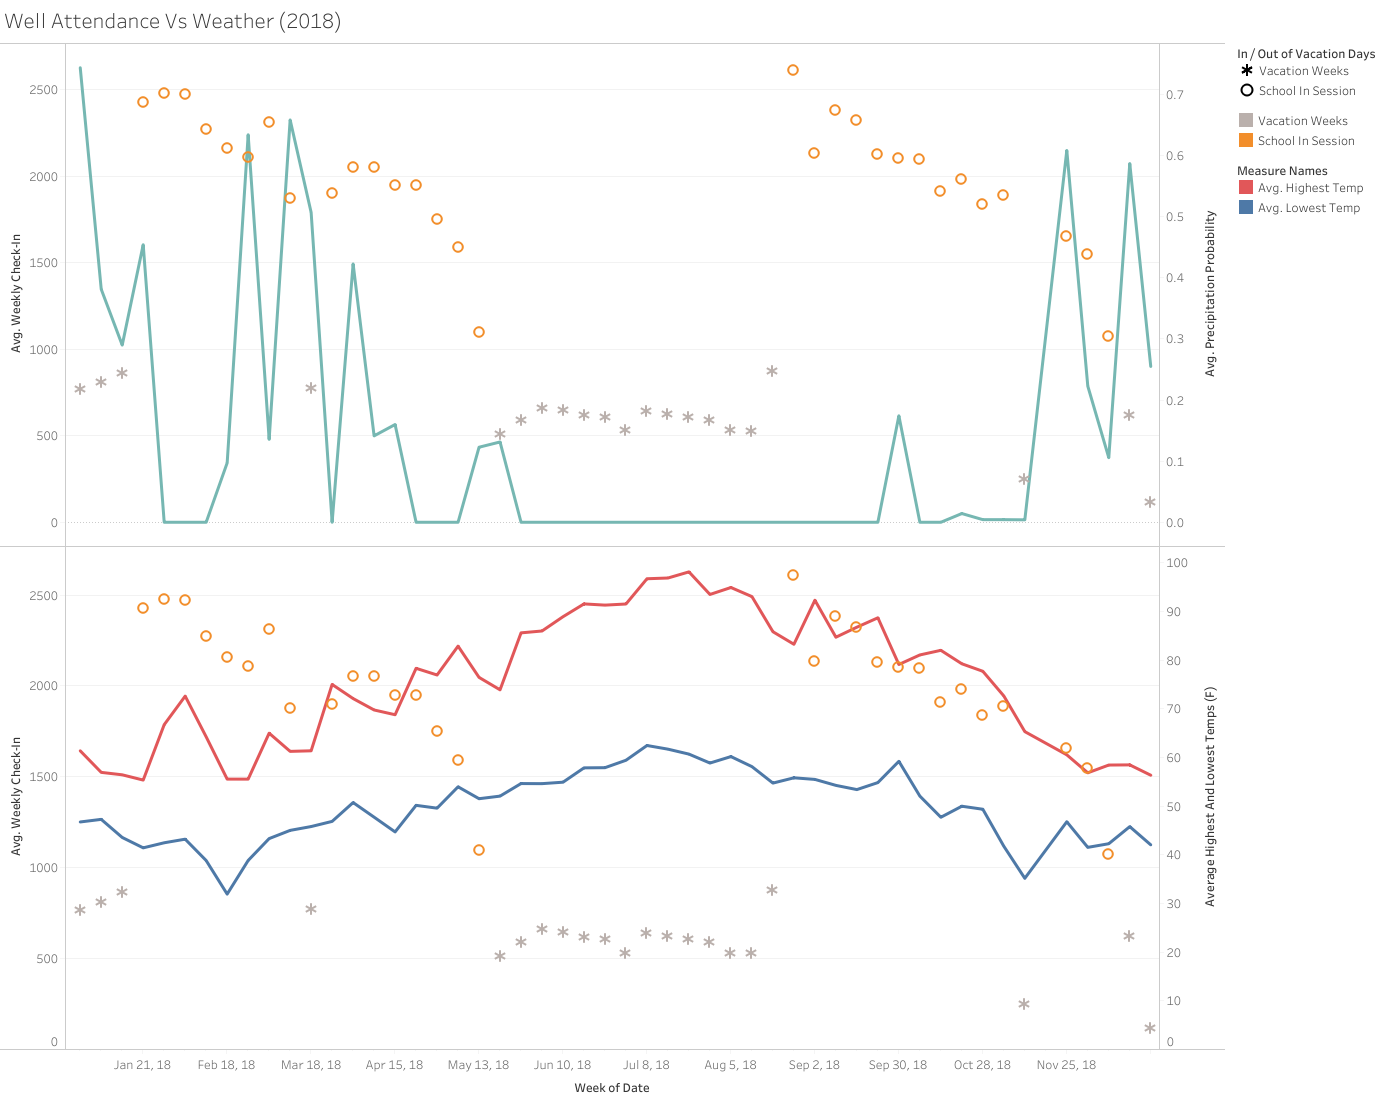 Well Attendance Vs Weather (2018)
In / Out of Vacation Days
Vacation Weeks
School In Session
Vacation Weeks
School In Session
Measure Names
Avg. Highest Temp
Avg. Lowest Temp
Avg. Weekly Check-In
2500
2000
1500
1000
500
0
0.7
0.6
0.5
0.4
0.3
0.2
0.1
0.0
Avg. Precipitation Probability
Avg. Weekly Check-In
2500
2000
1500
1000
500
0
100
90
80
70
60
50
40
30
20
10
0
Average Highest And Lowest Temps (F)
Jan 21, 18 Feb 18, 18 Mar 18, 18 Apr 15, 18 May 13, 18 Jun 10, 18 Jul 8, 18 Aug 5, 18 Sep 2, 18 Sep 30, 18 Oct 28, 18 Nov 25, 18
Week of Date